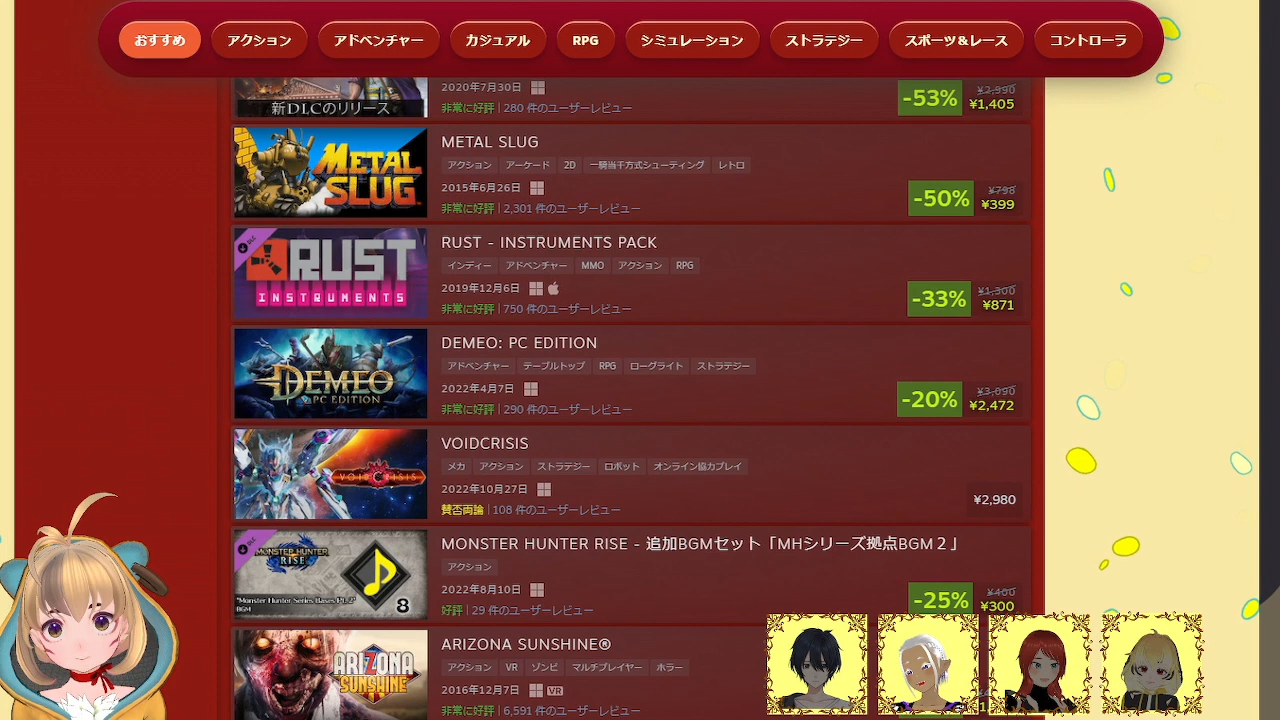 おすすめ
アクション
アドベンチャー
カジュアル
RPG
シミュレーション
ストラテジー
スポーツ&レース
コントローラ
新DLCのリリース
2020年7月30日
非常に好評 | 280 件のユーザーレビュー
-53%
¥2,990
¥1,405
METAL SLUG
METAL SLUG
アクション アーケード 2D 一騎当千方式シューティング レトロ
2015年6月26日
非常に好評 | 2,301 件のユーザーレビュー
-50%
¥798
¥399
DLC
RUST
INSTRUMENTS
RUST - INSTRUMENTS PACK
インディー アドベンチャー MMO アクション RPG
2019年12月6日
非常に好評 | 750 件のユーザーレビュー
-33%
¥1,300
¥871
DEMEO
PC EDITION
DEMEO: PC EDITION
アドベンチャー テーブルトップ RPG ローグライト ストラテジー
2022年4月7日
非常に好評 | 290 件のユーザーレビュー
-20%
¥3,090
¥2,472
VOID CRISIS
VOIDCRISIS
メカ アクション ストラテジー ロボット オンライン協力プレイ
2022年10月27日
賛否両論 | 108 件のユーザーレビュー
¥2,980
DLC
MONSTER HUNTER
RISE
"Monster Hunter Series Bases Pt. 2"
BGM
8
MONSTER HUNTER RISE - 追加BGMセット「MHシリーズ拠点BGM２」
アクション
2022年8月10日
好評 | 29 件のユーザーレビュー
-25%
¥400
¥300
ARIZONA
SUNSHINE
ARIZONA SUNSHINE®
アクション VR ゾンビ マルチプレイヤー ホラー
2016年12月7日 VR
非常に好評 | 6,591 件のユーザーレビュー